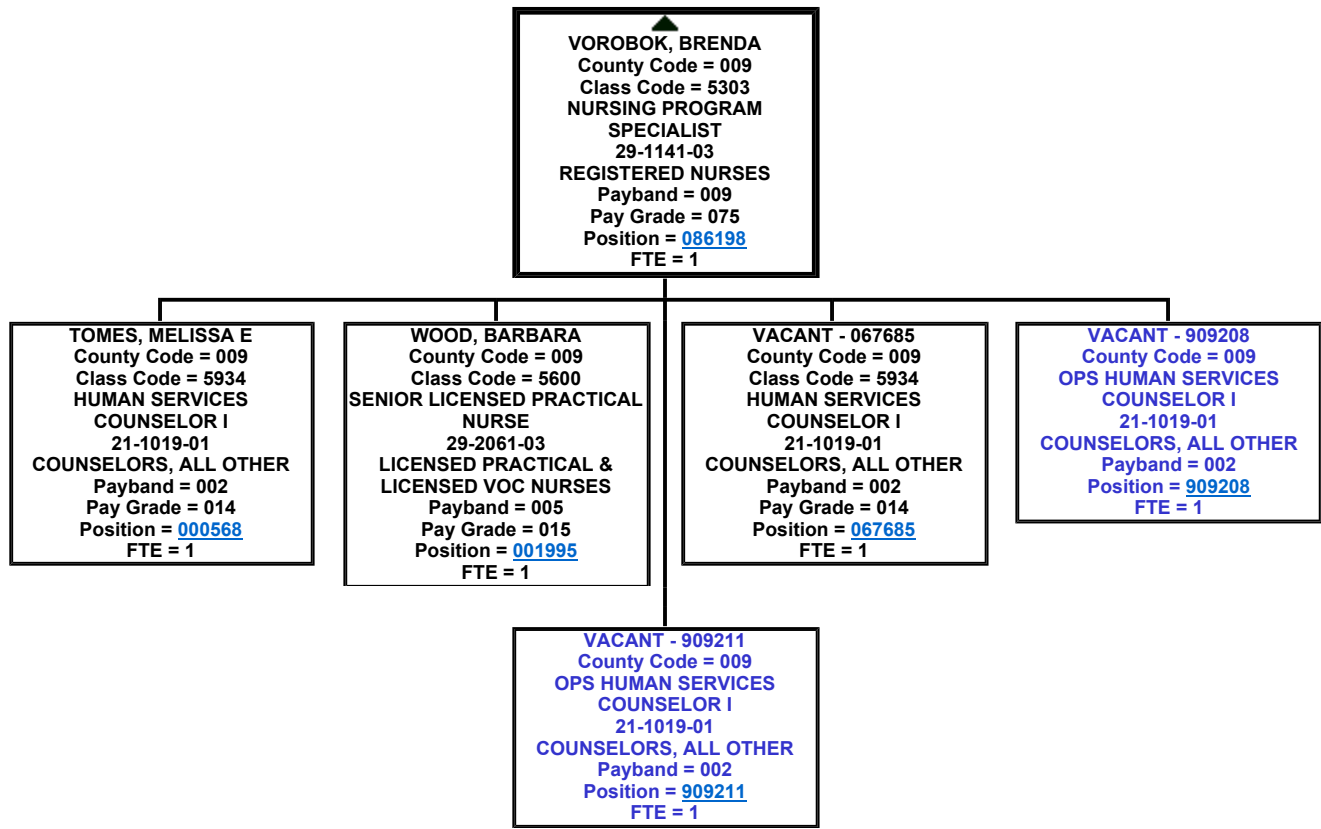 VOROBOK, BRENDA
County Code = 009
Class Code = 5303
NURSING PROGRAM
SPECIALIST
29-1141-03
REGISTERED NURSES
Payband = 009
Pay Grade = 075
Position = 086198
FTE = 1
TOMES, MELISSA E
County Code = 009
Class Code = 5934
HUMAN SERVICES
COUNSELOR I
21-1019-01
COUNSELORS, ALL OTHER
Payband = 002
Pay Grade = 014
Position = 000568
FTE = 1
WOOD, BARBARA
County Code = 009
Class Code = 5600
SENIOR LICENSED PRACTICAL
NURSE
29-2061-03
LICENSED PRACTICAL &
LICENSED VOC NURSES
Payband = 005
Pay Grade = 015
Position = 001995
FTE = 1
VACANT - 067685
County Code = 009
Class Code = 5934
HUMAN SERVICES
COUNSELOR I
21-1019-01
COUNSELORS, ALL OTHER
Payband = 002
Pay Grade = 014
Position = 067685
FTE = 1
VACANT - 909208
County Code = 009
OPS HUMAN SERVICES
COUNSELOR I
21-1019-01
COUNSELORS, ALL OTHER
Payband = 002
Position = 909208
FTE = 1
VACANT - 909211
County Code = 009
OPS HUMAN SERVICES
COUNSELOR I
21-1019-01
COUNSELORS, ALL OTHER
Payband = 002
Position = 909211
FTE = 1